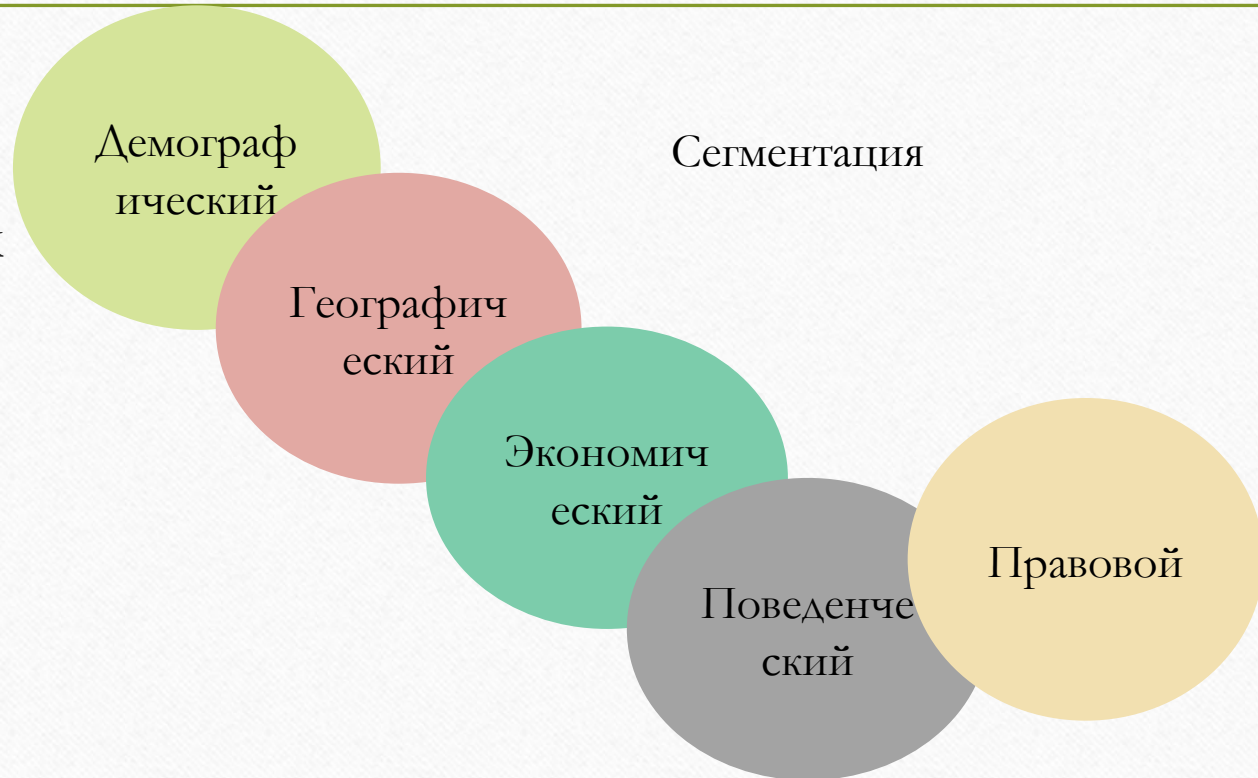 Демограф
ический
Сегментация
Географич
еский
Экономич
еский
Поведенче
ский
Правовой